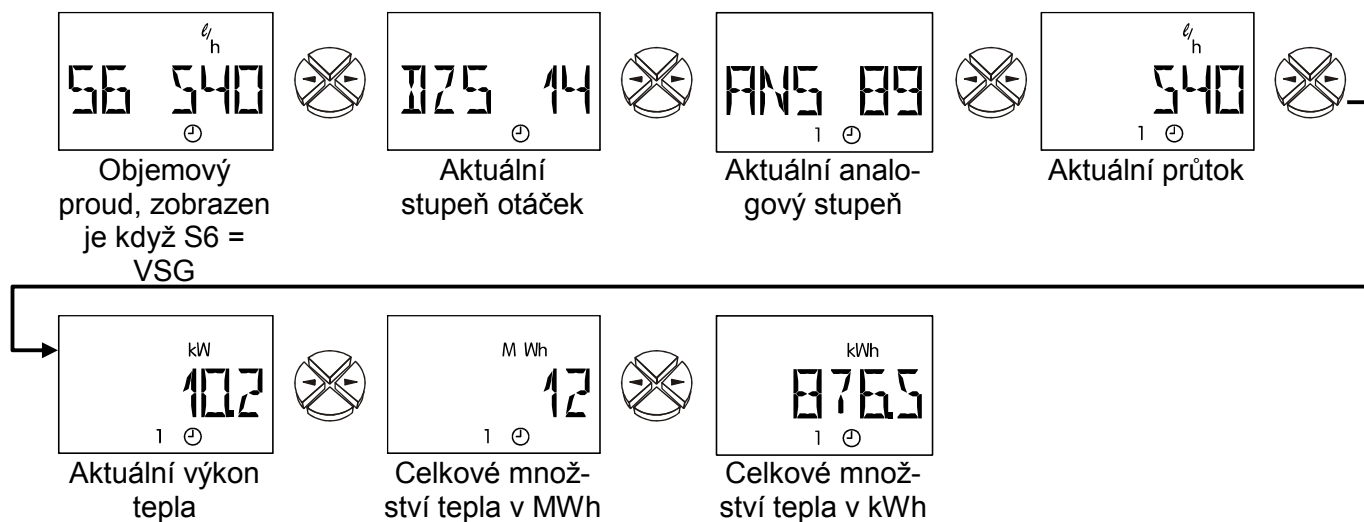 l/h
S6 540
Objemový
proud, zobrazen
je když S6 =
VSG
DZS 14
Aktuální
stupeň otáček
ANS 89
1
Aktuální analo-
gový stupeň
l/h
540
1
Aktuální průtok
kW
10.2
1
Aktuální výkon
tepla
M Wh
12
1
Celkové množ-
ství tepla v MWh
kWh
876.5
1
Celkové množ-
ství tepla v kWh